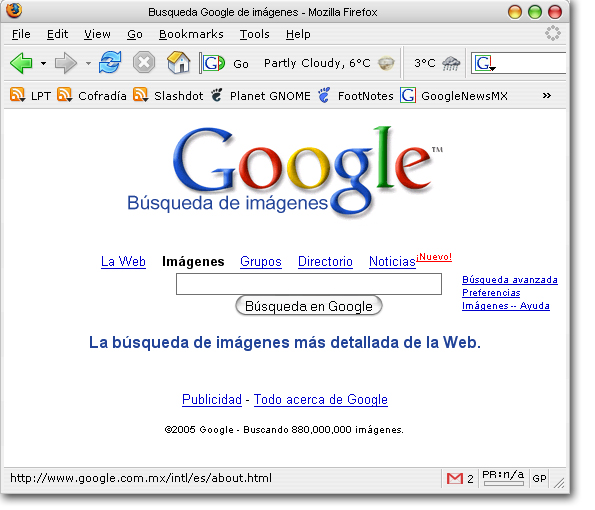 Busqueda Google de imágenes - Mozilla Firefox
File Edit View Go Bookmarks Tools Help
G Go Partly Cloudy, 6°C 3°C G
LPT Cofradía Slashdot Planet GNOME FootNotes G GoogleNewsMX »
Google™
Búsqueda de imágenes
La Web Imágenes Grupos Directorio Noticias ¡Nuevo!
Búsqueda avanzada
Preferencias
Imágenes -- Ayuda
Búsqueda en Google
La búsqueda de imágenes más detallada de la Web.
Publicidad - Todo acerca de Google
©2005 Google - Buscando 880,000,000 imágenes.
http://www.google.com.mx/intl/es/about.html 2 PR:n/a GP